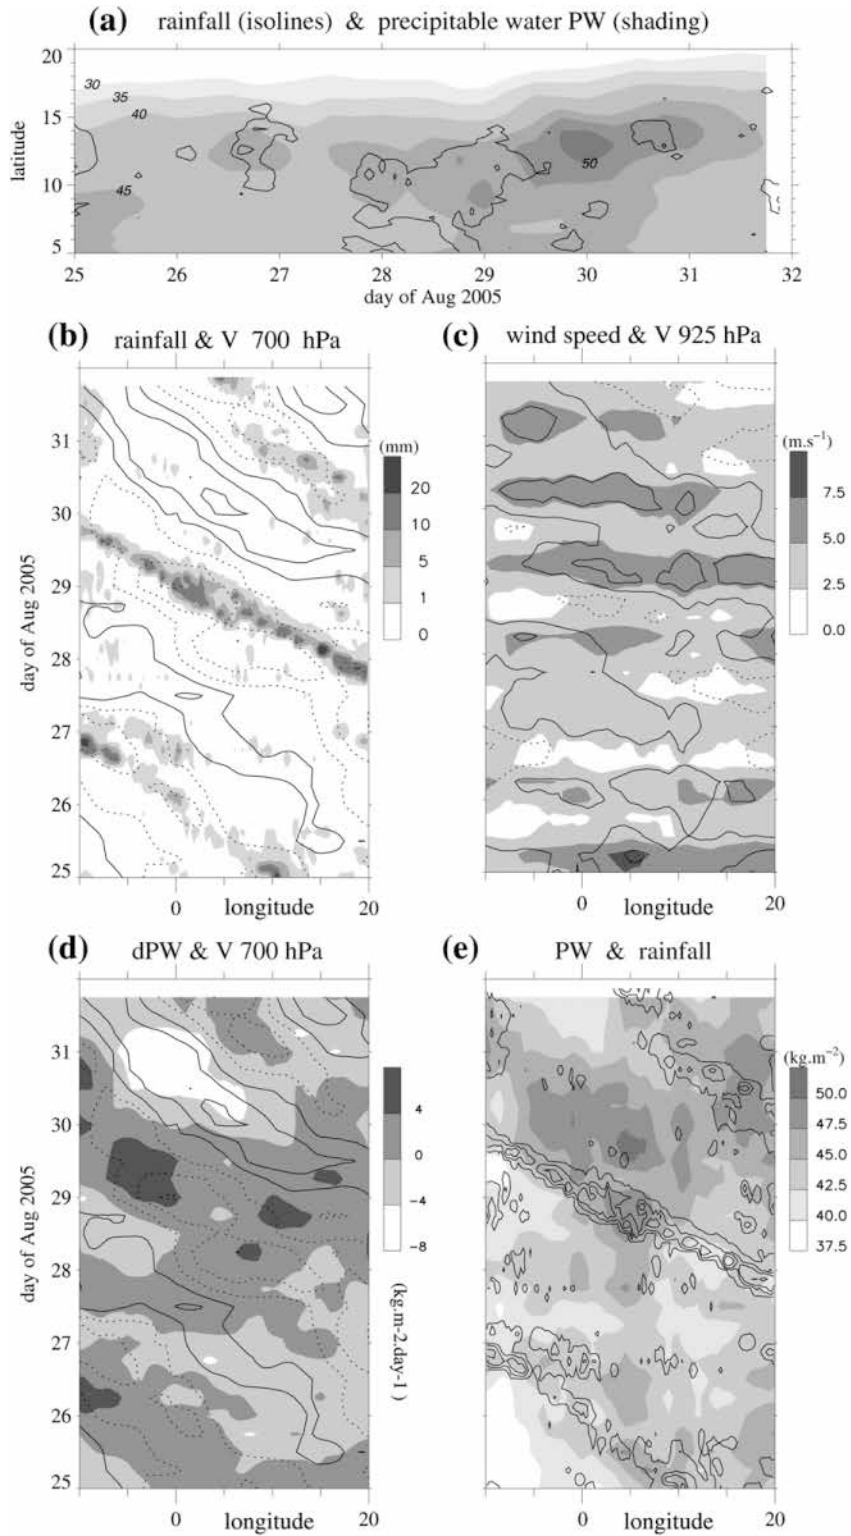 (a) rainfall (isolines) & precipitable water PW (shading)
20
15
10
5
latitude
30
35
40
45
50
25 26 27 28 29 30 31 32
day of Aug 2005
(b) rainfall & V 700 hPa
31
30
29
28
27
26
25
day of Aug 2005
0 longitude 20
(mm)
20
10
5
1
0
(c) wind speed & V 925 hPa
0 longitude 20
(m.s⁻¹)
7.5
5.0
2.5
0.0
(d) dPW & V 700 hPa
31
30
29
28
27
26
25
day of Aug 2005
0 longitude 20
4
0
−4
−8
(kg.m-2.day-1)
(e) PW & rainfall
0 longitude 20
(kg.m⁻²)
50.0
47.5
45.0
42.5
40.0
37.5